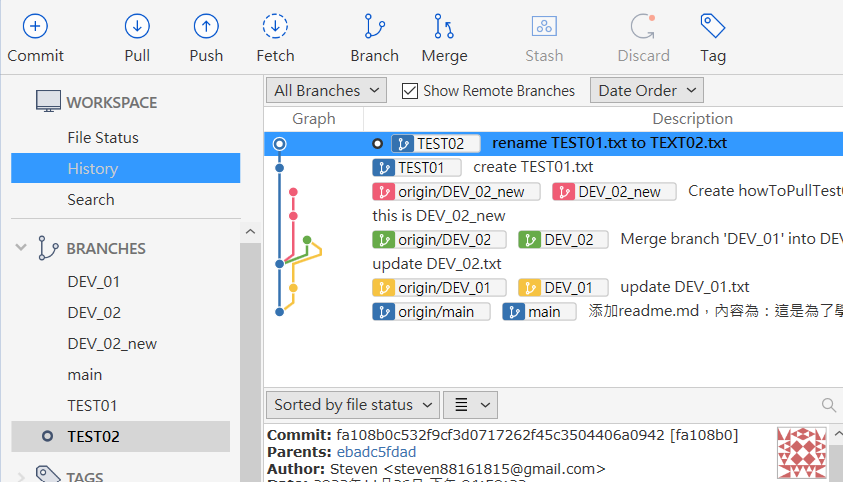 Commit Pull Push Fetch Branch Merge Stash Discard Tag
WORKSPACE
File Status
History
Search
BRANCHES
DEV_01
DEV_02
DEV_02_new
main
TEST01
TEST02
TAGS
All Branches Show Remote Branches Date Order
Graph Description
TEST02 rename TEST01.txt to TEXT02.txt
TEST01 create TEST01.txt
origin/DEV_02_new DEV_02_new Create howToPullTest
this is DEV_02_new
origin/DEV_02 DEV_02 Merge branch 'DEV_01' into DEV
update DEV_02.txt
origin/DEV_01 DEV_01 update DEV_01.txt
origin/main main 添加readme.md，內容為：這是為了學
Sorted by file status
Commit: fa108b0c532f9cf3d0717262f45c3504406a0942 [fa108b0]
Parents: ebadc5fdad
Author: Steven <steven88161815@gmail.com>